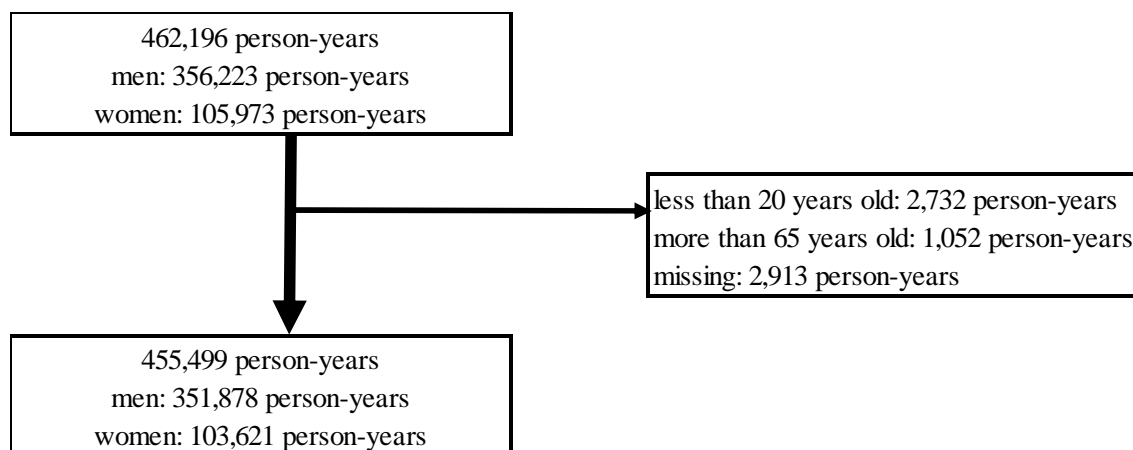 462,196 person-years
men: 356,223 person-years
women: 105,973 person-years
less than 20 years old: 2,732 person-years
more than 65 years old: 1,052 person-years
missing: 2,913 person-years
455,499 person-years
men: 351,878 person-years
women: 103,621 person-years